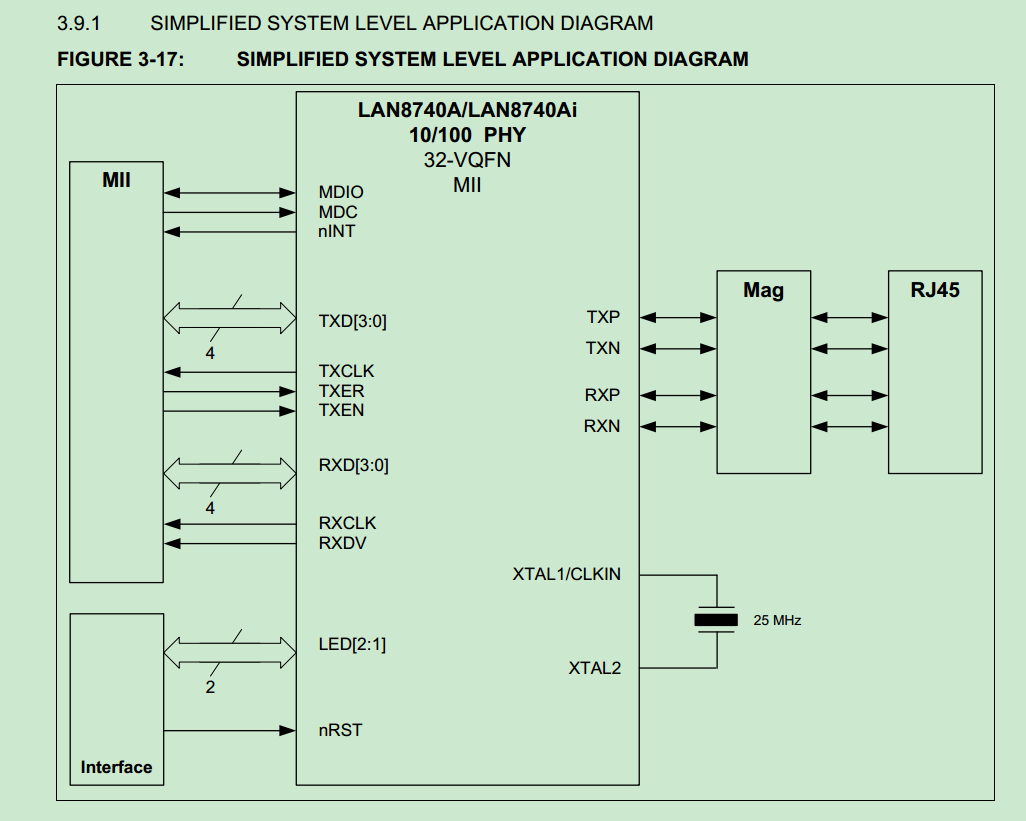 3.9.1 SIMPLIFIED SYSTEM LEVEL APPLICATION DIAGRAM
FIGURE 3-17: SIMPLIFIED SYSTEM LEVEL APPLICATION DIAGRAM
LAN8740A/LAN8740Ai
10/100 PHY
32-VQFN
MII
MII
MDIO
MDC
nINT
TXD[3:0]
4
TXCLK
TXER
TXEN
RXD[3:0]
4
RXCLK
RXDV
LED[2:1]
2
nRST
Interface
TXP
TXN
RXP
RXN
Mag
RJ45
XTAL1/CLKIN
25 MHz
XTAL2